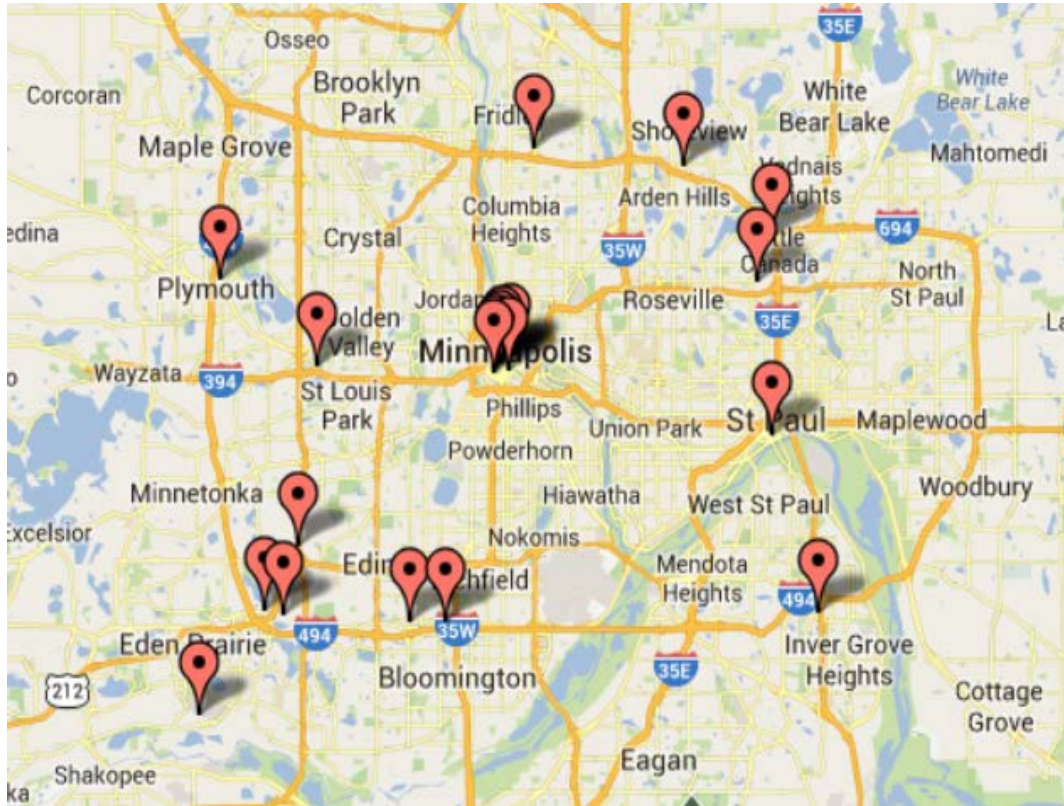 Osseo
35E
Corcoran
Brooklyn
Park
White
Bear Lake
White
Bear Lake
Maple Grove
Mahtomedi
Arden Hills
Columbia
Heights
Crystal
694
35W
Canada
North
St Paul
Plymouth
Roseville
35E
Valley
Wayzata
394
St Louis
Park
Phillips
Union Park
Maplewood
Powderhorn
Minnetonka
Hiawatha
West St Paul
Woodbury
Excelsior
Nokomis
Mendota
Heights
494
494
35W
Eden Prairie
Inver Grove
Heights
35E
Bloomington
212
Cottage
Grove
Eagan
Shakopee